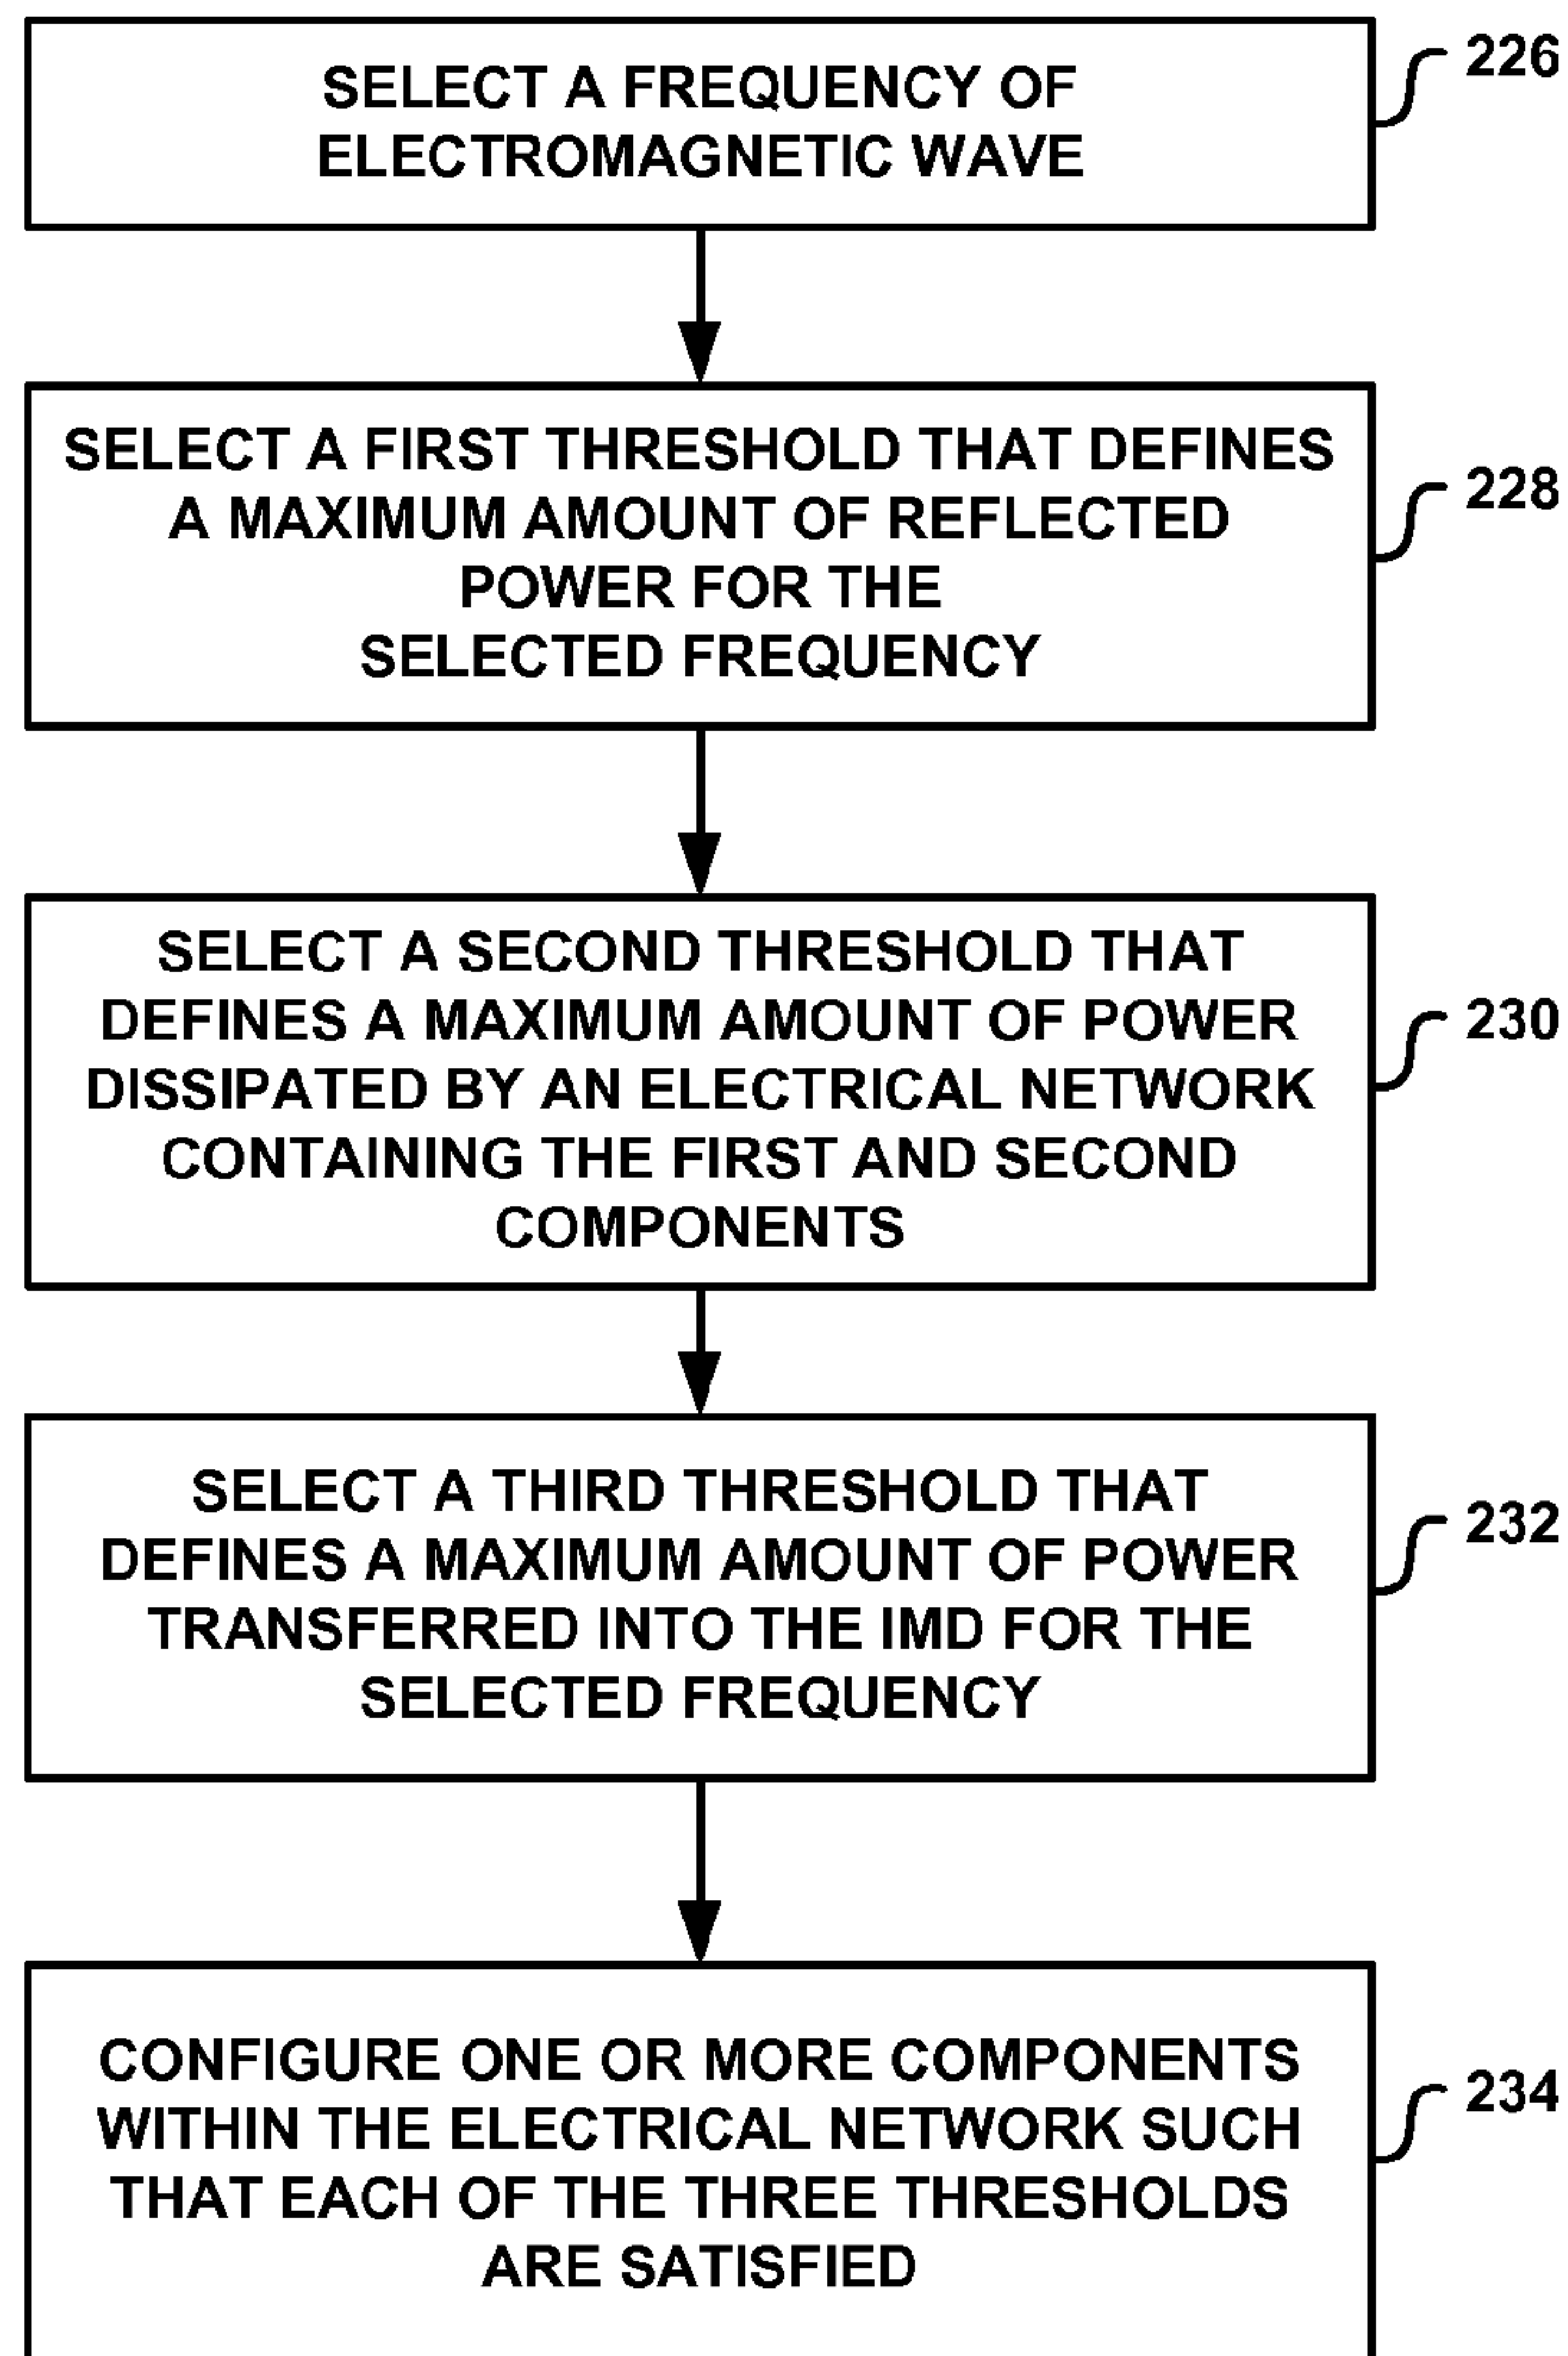 SELECT A FREQUENCY OF
ELECTROMAGNETIC WAVE
226
SELECT A FIRST THRESHOLD THAT DEFINES
A MAXIMUM AMOUNT OF REFLECTED
POWER FOR THE
SELECTED FREQUENCY
228
SELECT A SECOND THRESHOLD THAT
DEFINES A MAXIMUM AMOUNT OF POWER
DISSIPATED BY AN ELECTRICAL NETWORK
CONTAINING THE FIRST AND SECOND
COMPONENTS
230
SELECT A THIRD THRESHOLD THAT
DEFINES A MAXIMUM AMOUNT OF POWER
TRANSFERRED INTO THE IMD FOR THE
SELECTED FREQUENCY
232
CONFIGURE ONE OR MORE COMPONENTS
WITHIN THE ELECTRICAL NETWORK SUCH
THAT EACH OF THE THREE THRESHOLDS
ARE SATISFIED
234